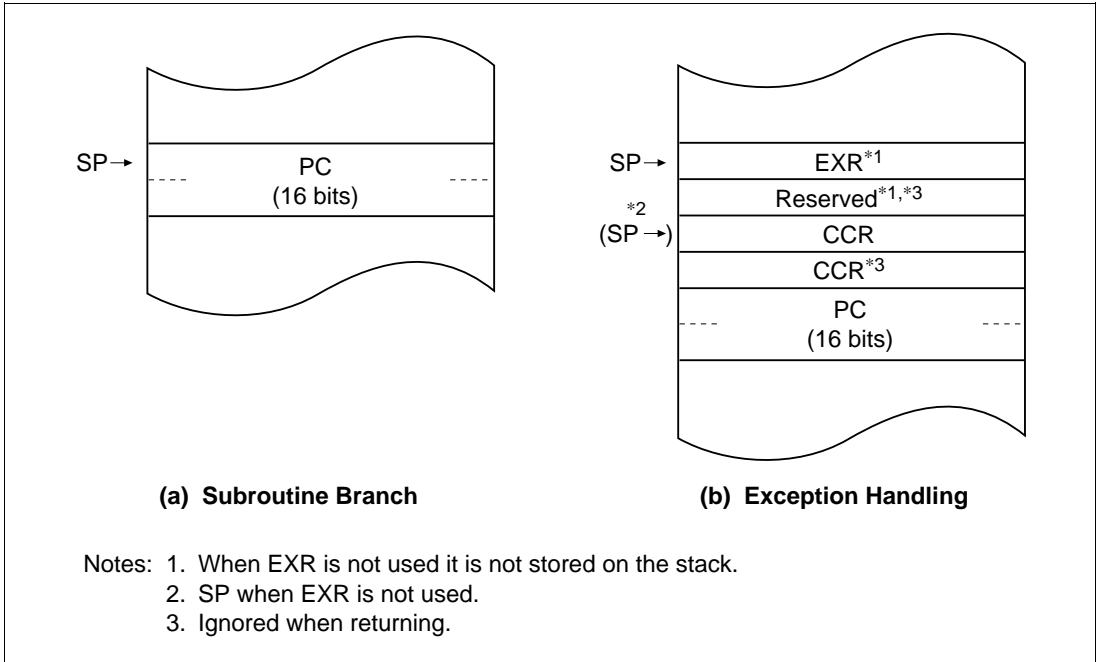 SP→
PC
(16 bits)
(a) Subroutine Branch
SP→
EXR*1
Reserved*1,*3
*2
(SP→)
CCR
CCR*3
PC
(16 bits)
(b) Exception Handling
Notes: 1. When EXR is not used it is not stored on the stack.
2. SP when EXR is not used.
3. Ignored when returning.